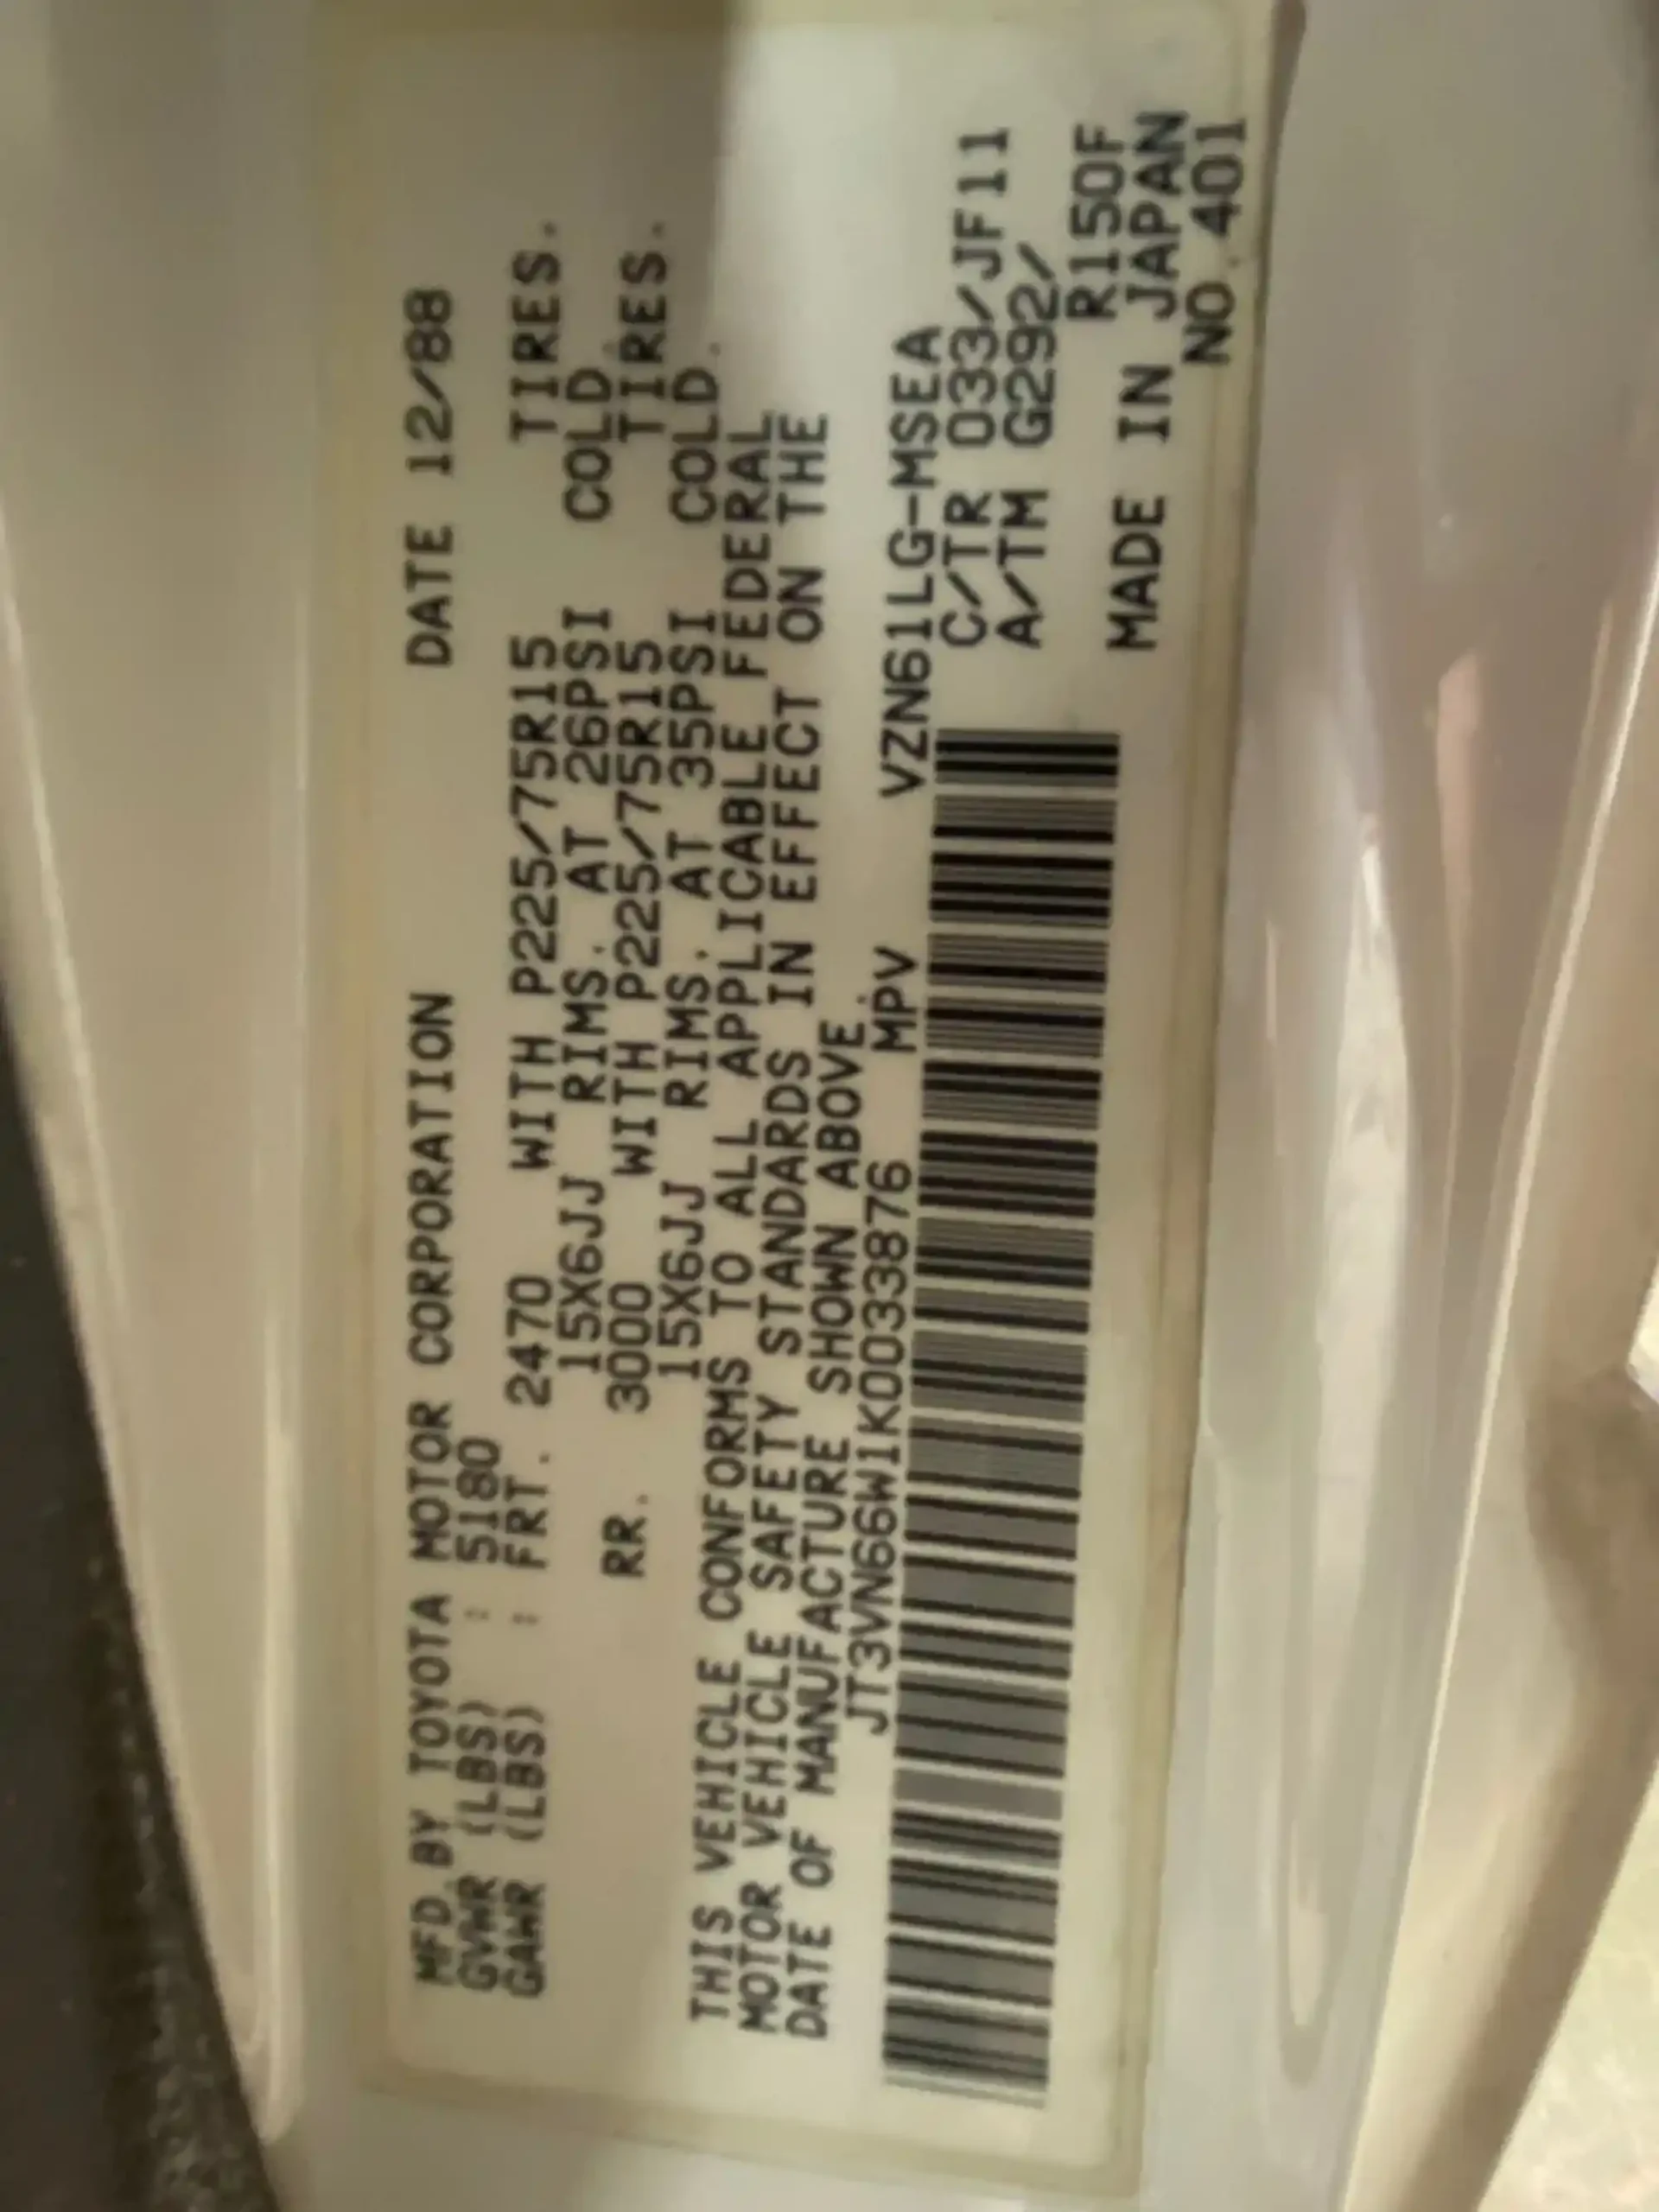 MFD. BY TOYOTA MOTOR CORPORATION DATE 12/88
GVWR (LBS) : 5180
GAWR (LBS) : FRT. 2470 WITH P225/75R15 TIRES.
15X6JJ RIMS. AT 26PSI COLD.
RR. 3000 WITH P225/75R15 TIRES.
15X6JJ RIMS. AT 35PSI COLD.
THIS VEHICLE CONFORMS TO ALL APPLICABLE FEDERAL
MOTOR VEHICLE SAFETY STANDARDS IN EFFECT ON THE
DATE OF MANUFACTURE SHOWN ABOVE.
JT3VN66W1K0033876 MPV VZN61LG-MSEA
C/TR 033/JF11
A/TM G292/
R150F
MADE IN JAPAN
NO.401